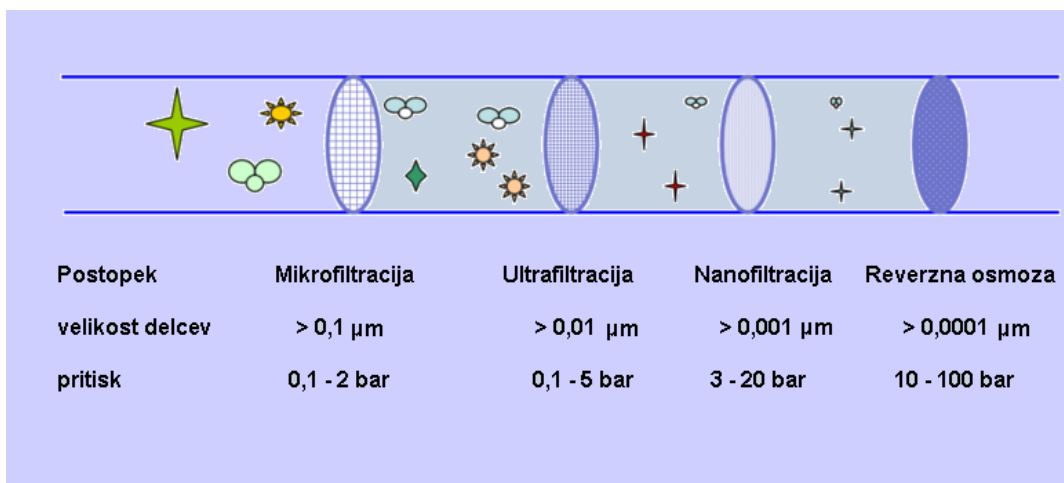 Postopek Mikrofiltracija Ultrafiltracija Nanofiltracija Reverzna osmoza
velikost delcev > 0,1 µm > 0,01 µm > 0,001 µm > 0,0001 µm
pritisk 0,1 - 2 bar 0,1 - 5 bar 3 - 20 bar 10 - 100 bar